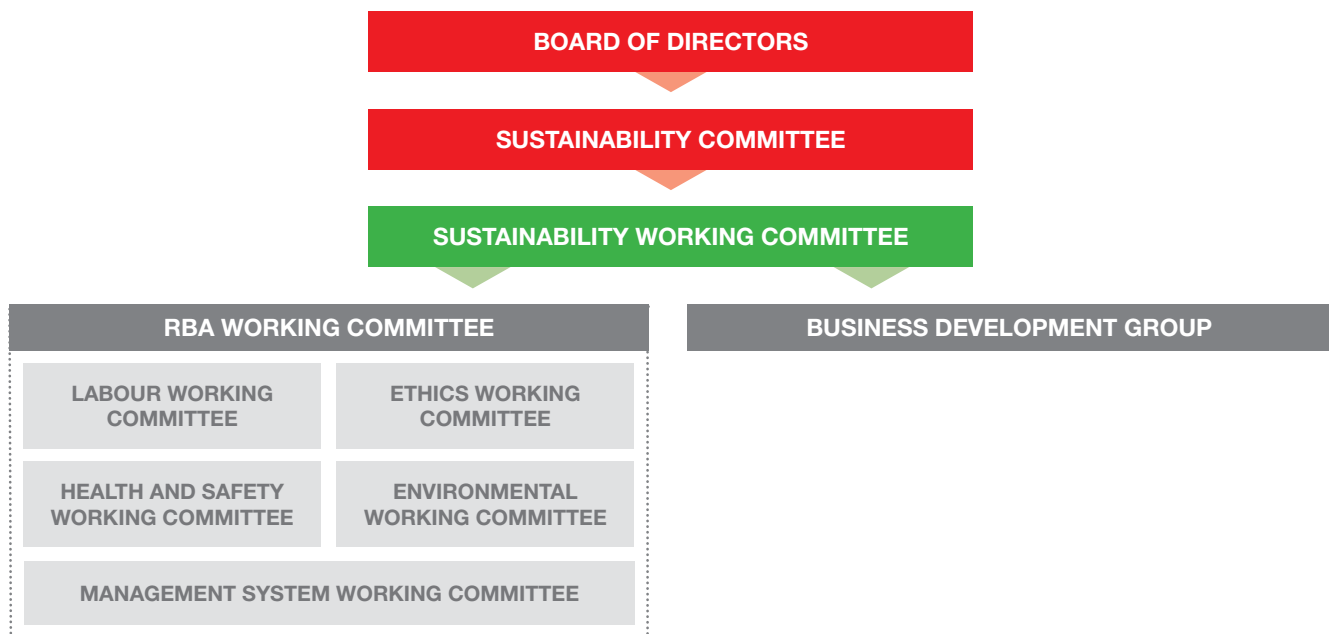 BOARD OF DIRECTORS
SUSTAINABILITY COMMITTEE
SUSTAINABILITY WORKING COMMITTEE
RBA WORKING COMMITTEE
BUSINESS DEVELOPMENT GROUP
LABOUR WORKING
COMMITTEE
ETHICS WORKING
COMMITTEE
HEALTH AND SAFETY
WORKING COMMITTEE
ENVIRONMENTAL
WORKING COMMITTEE
MANAGEMENT SYSTEM WORKING COMMITTEE